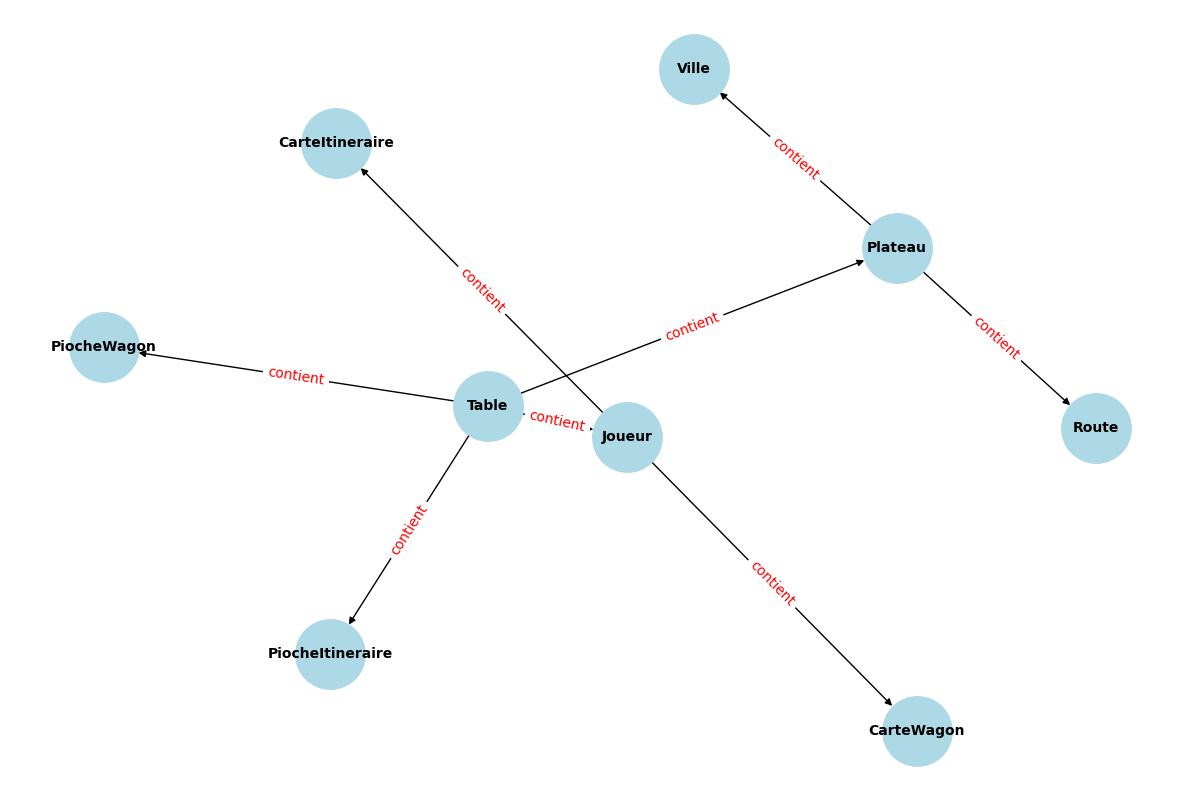 Ville
contient
CarteItineraire
Plateau
contient
contient
contient
PiocheWagon
contient
Table
contient
Joueur
Route
contient
contient
PiocheItineraire
CarteWagon